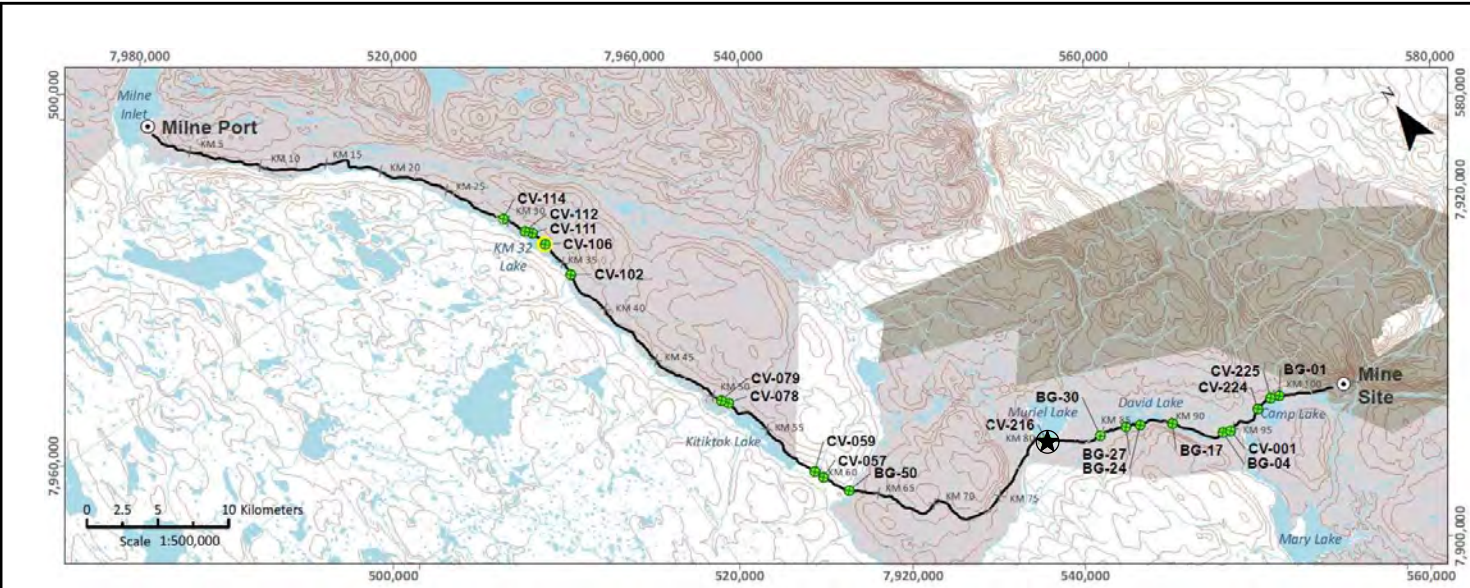 7,980,000
520,000
7,960,000
540,000
560,000
580,000
500,000
580,000
Milne
Inlet
Milne Port
KM 5
KM 10
KM 15
KM 20
KM 25
N
7,920,000
CV-114
KM 30
CV-112
CV-111
CV-106
KM 32
Lake
KM 35
CV-102
KM 40
KM 45
CV-079
KM 50
CV-078
KM 55
Kitiktok Lake
CV-059
CV-057
KM 60
BG-50
KM 65
KM 70
KM 75
BG-30
Muriel Lake
CV-216
KM 80
KM 85
David Lake
KM 90
BG-27
BG-24
BG-17
CV-225
CV-224
BG-01
KM 100
Mine
Site
Camp Lake
KM 95
CV-001
BG-04
Mary Lake
7,960,000
7,900,000
0 2.5 5 10 Kilometers
Scale 1:500,000
500,000
520,000
7,920,000
540,000
560,000